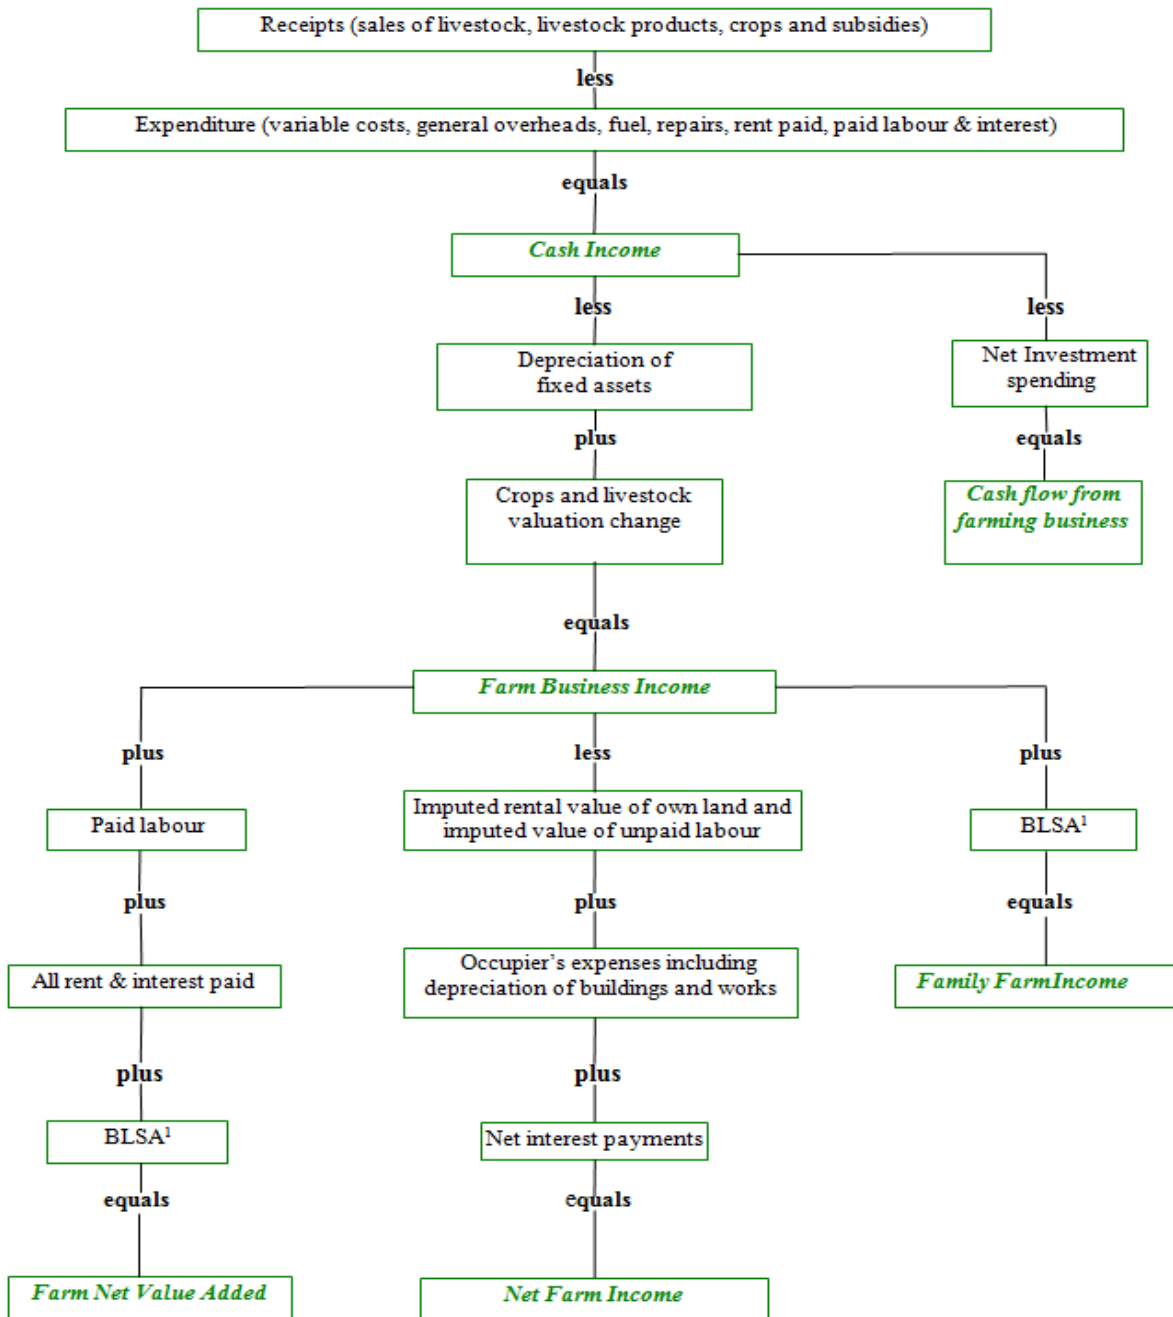 Receipts (sales of livestock, livestock products, crops and subsidies)
less
Expenditure (variable costs, general overheads, fuel, repairs, rent paid, paid labour & interest)
equals
Cash Income
less
less
Depreciation of
fixed assets
Net Investment
spending
plus
equals
Crops and livestock
valuation change
Cash flow from
farming business
equals
Farm Business Income
plus
less
plus
Paid labour
Imputed rental value of own land and
imputed value of unpaid labour
BLSA¹
plus
plus
equals
All rent & interest paid
Occupier’s expenses including
depreciation of buildings and works
Family FarmIncome
plus
plus
BLSA¹
Net interest payments
equals
equals
Farm Net Value Added
Net Farm Income